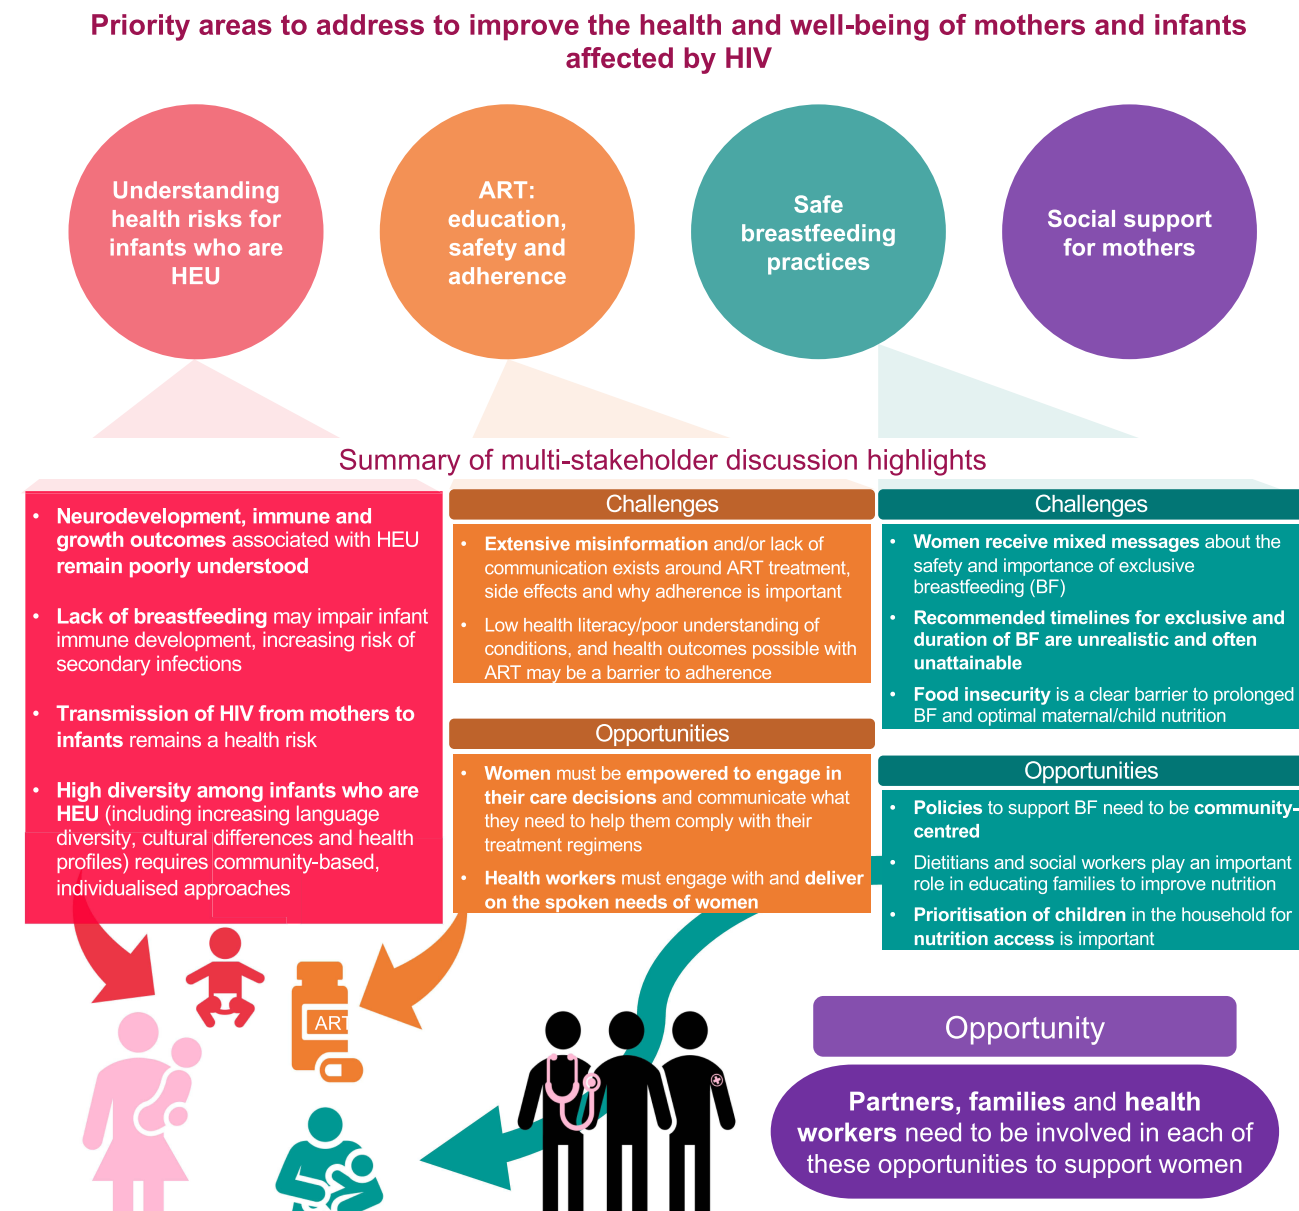 Priority areas to address to improve the health and well-being of mothers and infants
affected by HIV
Understanding
health risks for
infants who are
HEU
ART:
education,
safety and
adherence
Safe
breastfeeding
practices
Social support
for mothers
Summary of multi-stakeholder discussion highlights
• Neurodevelopment, immune and
growth outcomes associated with HEU
remain poorly understood
• Lack of breastfeeding may impair infant
immune development, increasing risk of
secondary infections
• Transmission of HIV from mothers to
infants remains a health risk
• High diversity among infants who are
HEU (including increasing language
diversity, cultural differences and health
profiles) requires community-based,
individualised approaches
Challenges
• Extensive misinformation and/or lack of
communication exists around ART treatment,
side effects and why adherence is important
• Low health literacy/poor understanding of
conditions, and health outcomes possible with
ART may be a barrier to adherence
Opportunities
• Women must be empowered to engage in
their care decisions and communicate what
they need to help them comply with their
treatment regimens
• Health workers must engage with and deliver
on the spoken needs of women
Challenges
• Women receive mixed messages about the
safety and importance of exclusive
breastfeeding (BF)
• Recommended timelines for exclusive and
duration of BF are unrealistic and often
unattainable
• Food insecurity is a clear barrier to prolonged
BF and optimal maternal/child nutrition
Opportunities
• Policies to support BF need to be community-
centred
• Dietitians and social workers play an important
role in educating families to improve nutrition
• Prioritisation of children in the household for
nutrition access is important
ART
Opportunity
Partners, families and health
workers need to be involved in each of
these opportunities to support women